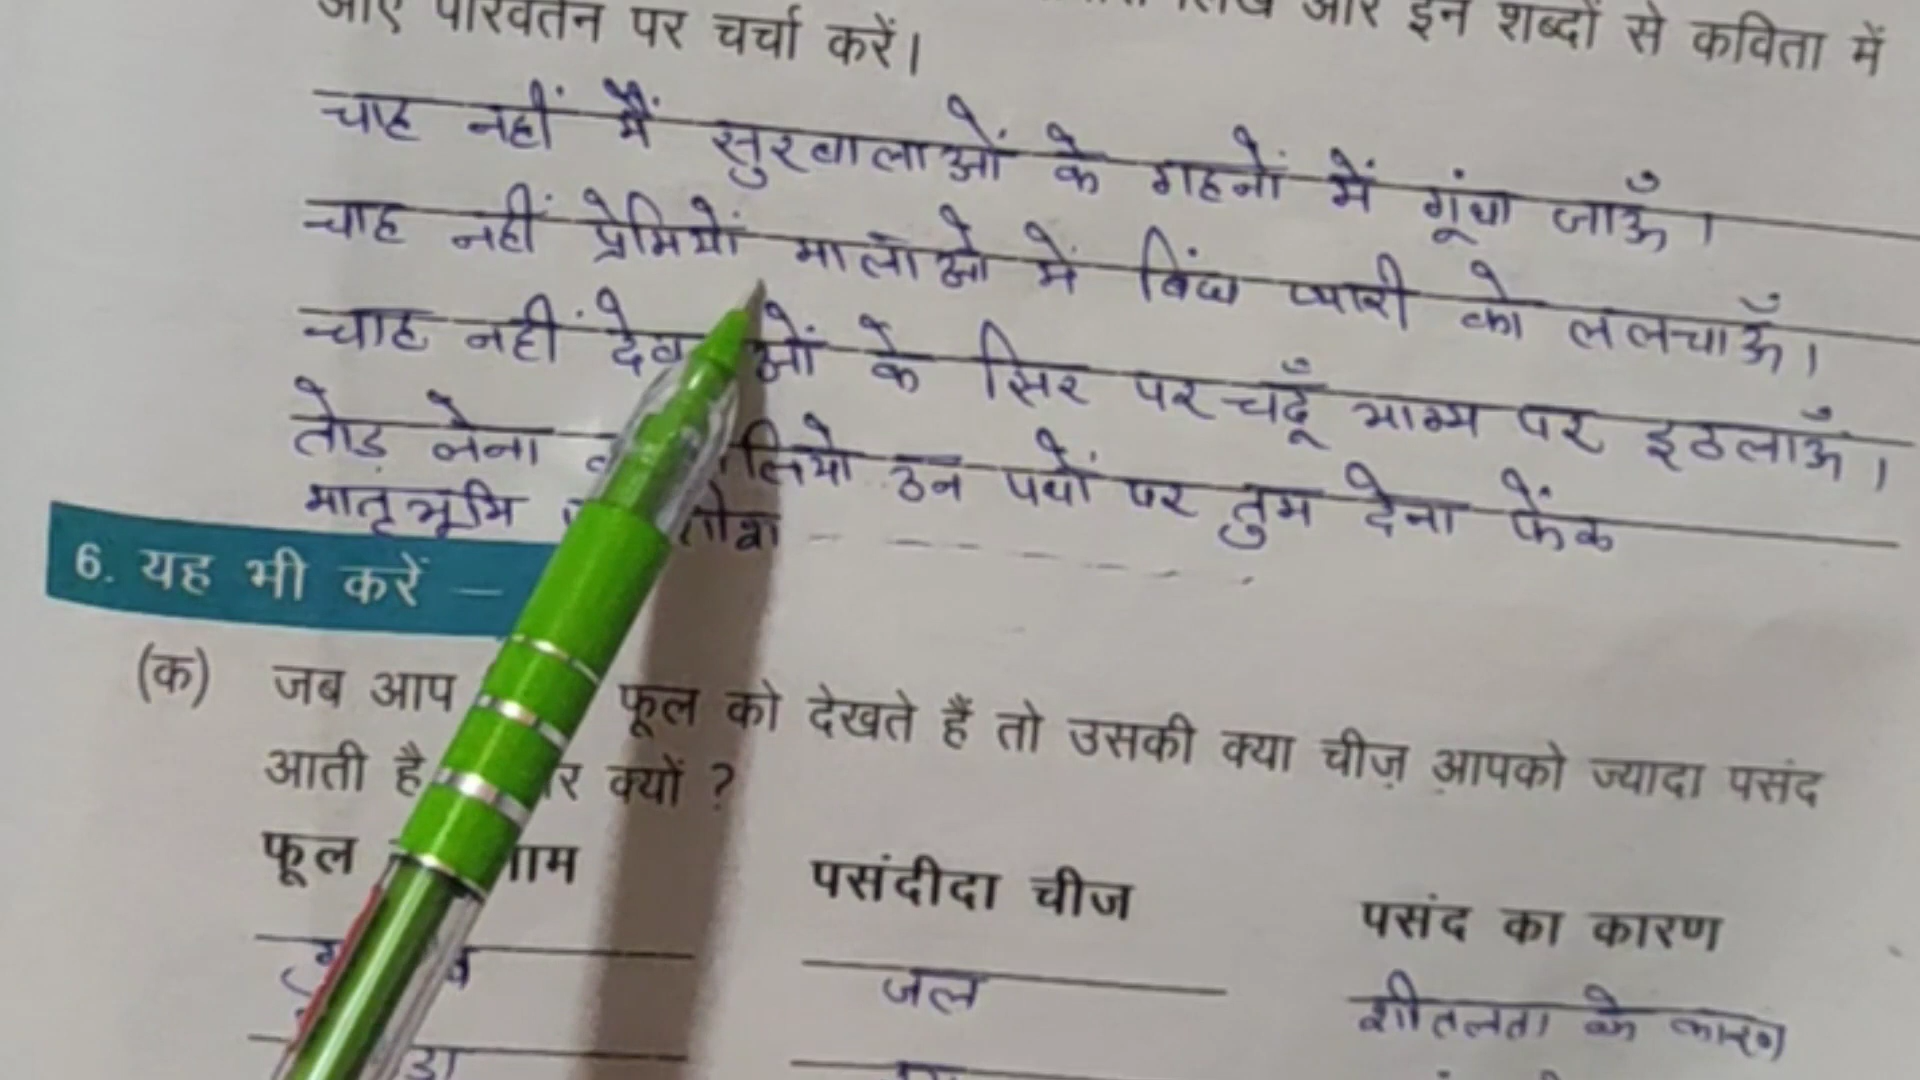 आए परिवर्तन पर चर्चा करें। और इन शब्दों से कविता में
चाह नहीं मैं सुरबालाओं के गहनों में गूंथा जाऊँ।
चाह नहीं प्रेमियों मालाओ में बिंध प्यारी को ललचाऊँ।
चाह नहीं के सिर पर चढूँ भाग्य पर इठलाऊँ।
तोड़ लेना उन पथों पर तुम देना फेंक
मातृभूमि
6. यह भी करें –
(क) जब आप फूल को देखते हैं तो उसकी क्या चीज़ आपको ज्यादा पसंद
आती है क्यों ?
फूल पसंदीदा चीज पसंद का कारण
जल शीतलता के कारण